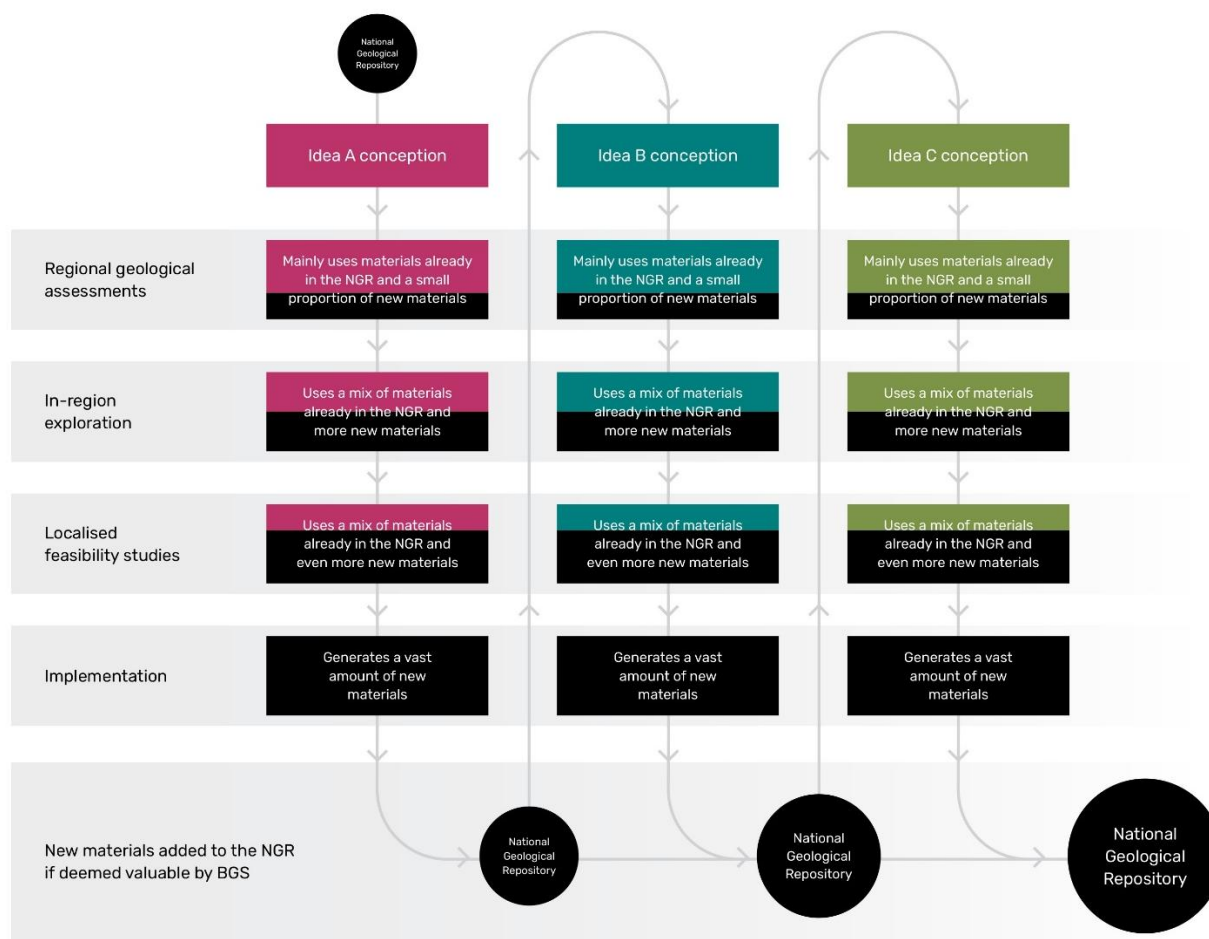 National
Geological
Repository
Idea A conception
Idea B conception
Idea C conception
Regional geological
assessments
Mainly uses materials already
in the NGR and a small
proportion of new materials
Mainly uses materials already
in the NGR and a small
proportion of new materials
Mainly uses materials already
in the NGR and a small
proportion of new materials
In-region
exploration
Uses a mix of materials
already in the NGR and
more new materials
Uses a mix of materials
already in the NGR and
more new materials
Uses a mix of materials
already in the NGR and
more new materials
Localised
feasibility studies
Uses a mix of materials
already in the NGR and
even more new materials
Uses a mix of materials
already in the NGR and
even more new materials
Uses a mix of materials
already in the NGR and
even more new materials
Implementation
Generates a vast
amount of new
materials
Generates a vast
amount of new
materials
Generates a vast
amount of new
materials
New materials added to the NGR
if deemed valuable by BGS
National
Geological
Repository
National
Geological
Repository
National
Geological
Repository